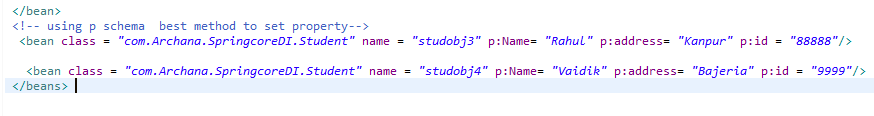 </bean>
<!-- using p schema  best method to set property-->
<bean class = "com.Archana.SpringcoreDI.Student" name = "studobj3" p:Name= "Rahul" p:address= "Kanpur" p:id = "88888"/>
<bean class = "com.Archana.SpringcoreDI.Student" name = "studobj4" p:Name= "Vaidik" p:address= "Bajeria" p:id = "9999"/>
</beans>